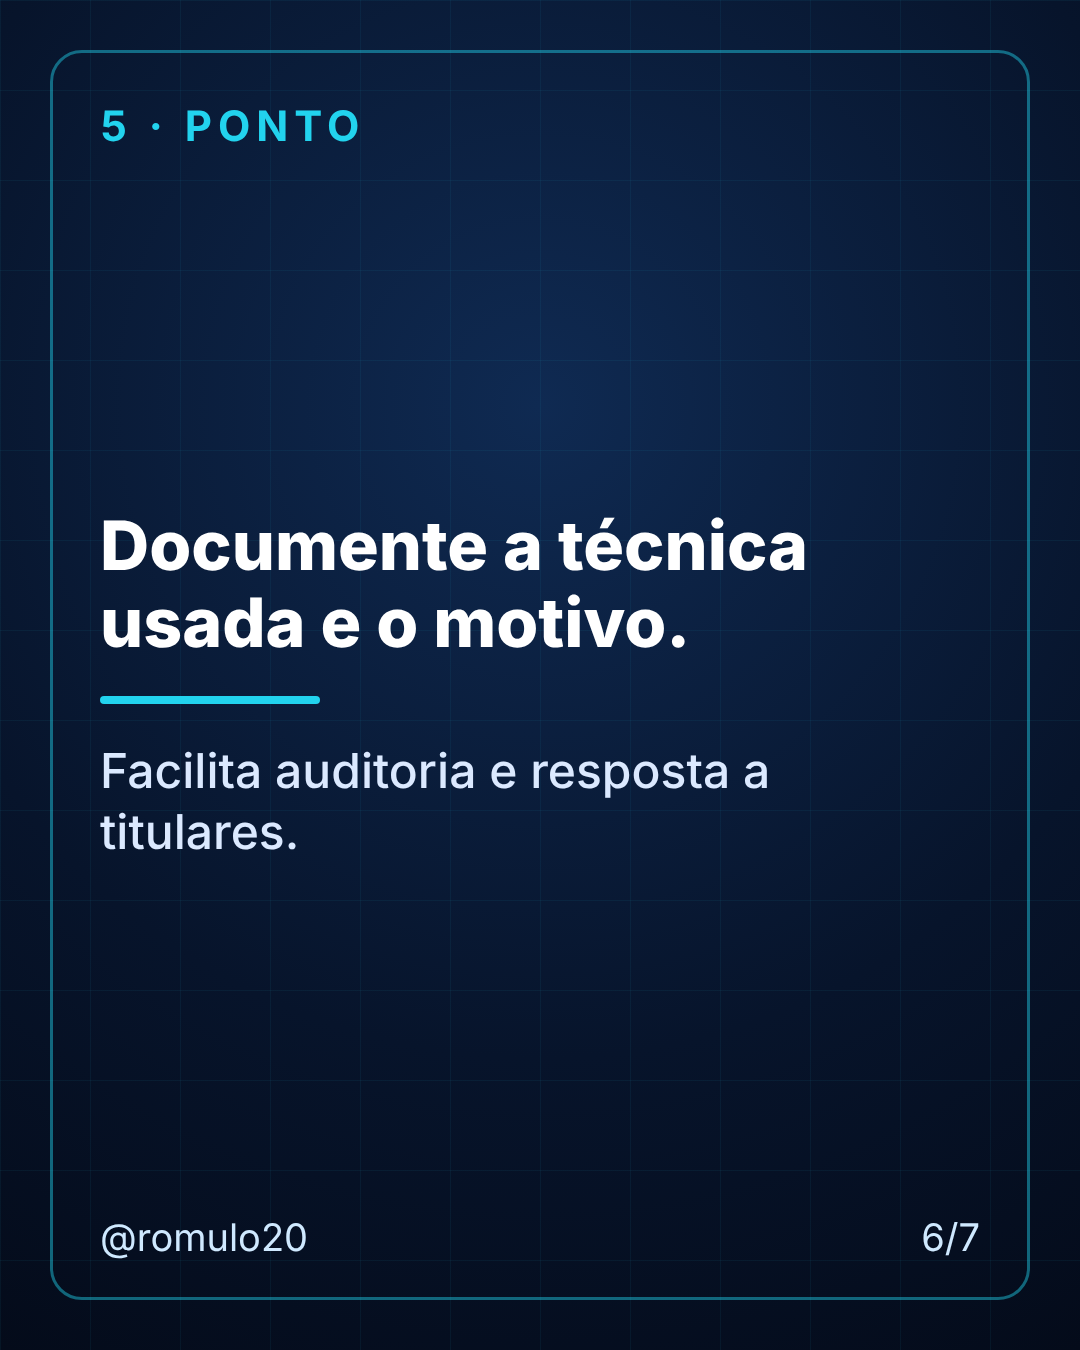 5 · PONTO
Documente a técnica
usada e o motivo.
Facilita auditoria e resposta a
titulares.
@romulo20
6/7